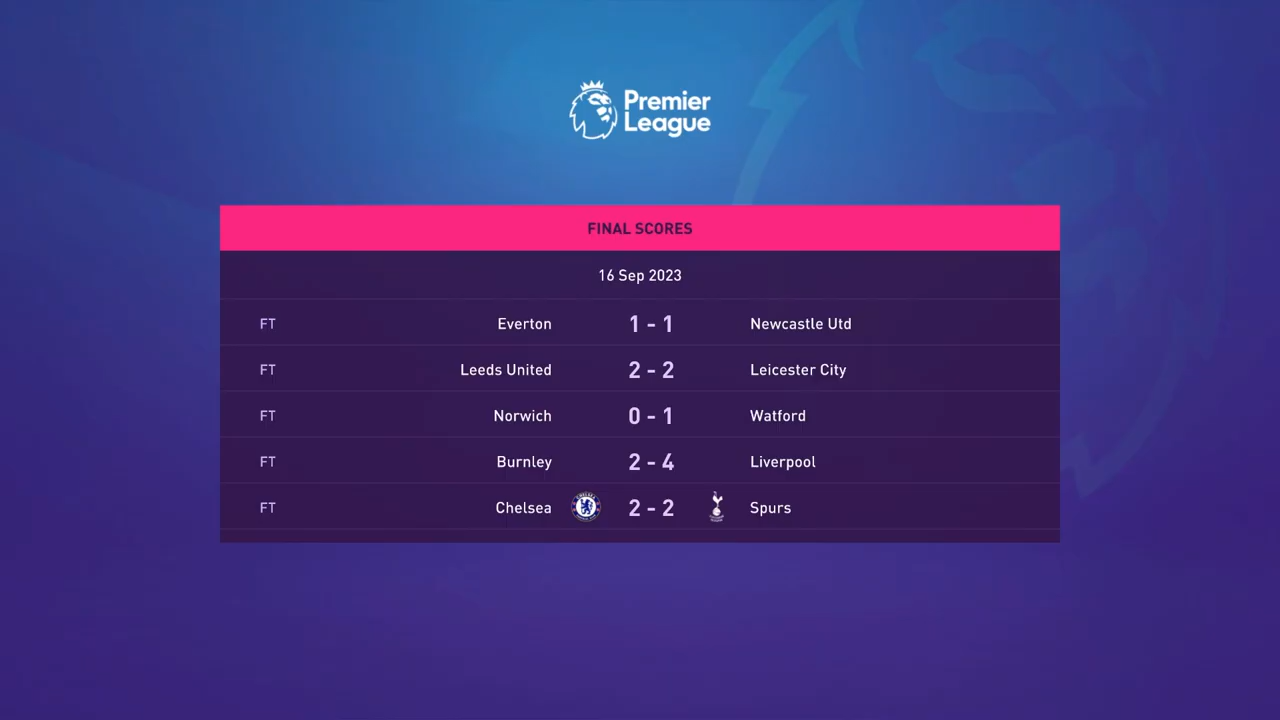 Premier
League
FINAL SCORES
16 Sep 2023
FT Everton 1 - 1 Newcastle Utd
FT Leeds United 2 - 2 Leicester City
FT Norwich 0 - 1 Watford
FT Burnley 2 - 4 Liverpool
FT Chelsea 2 - 2 Spurs